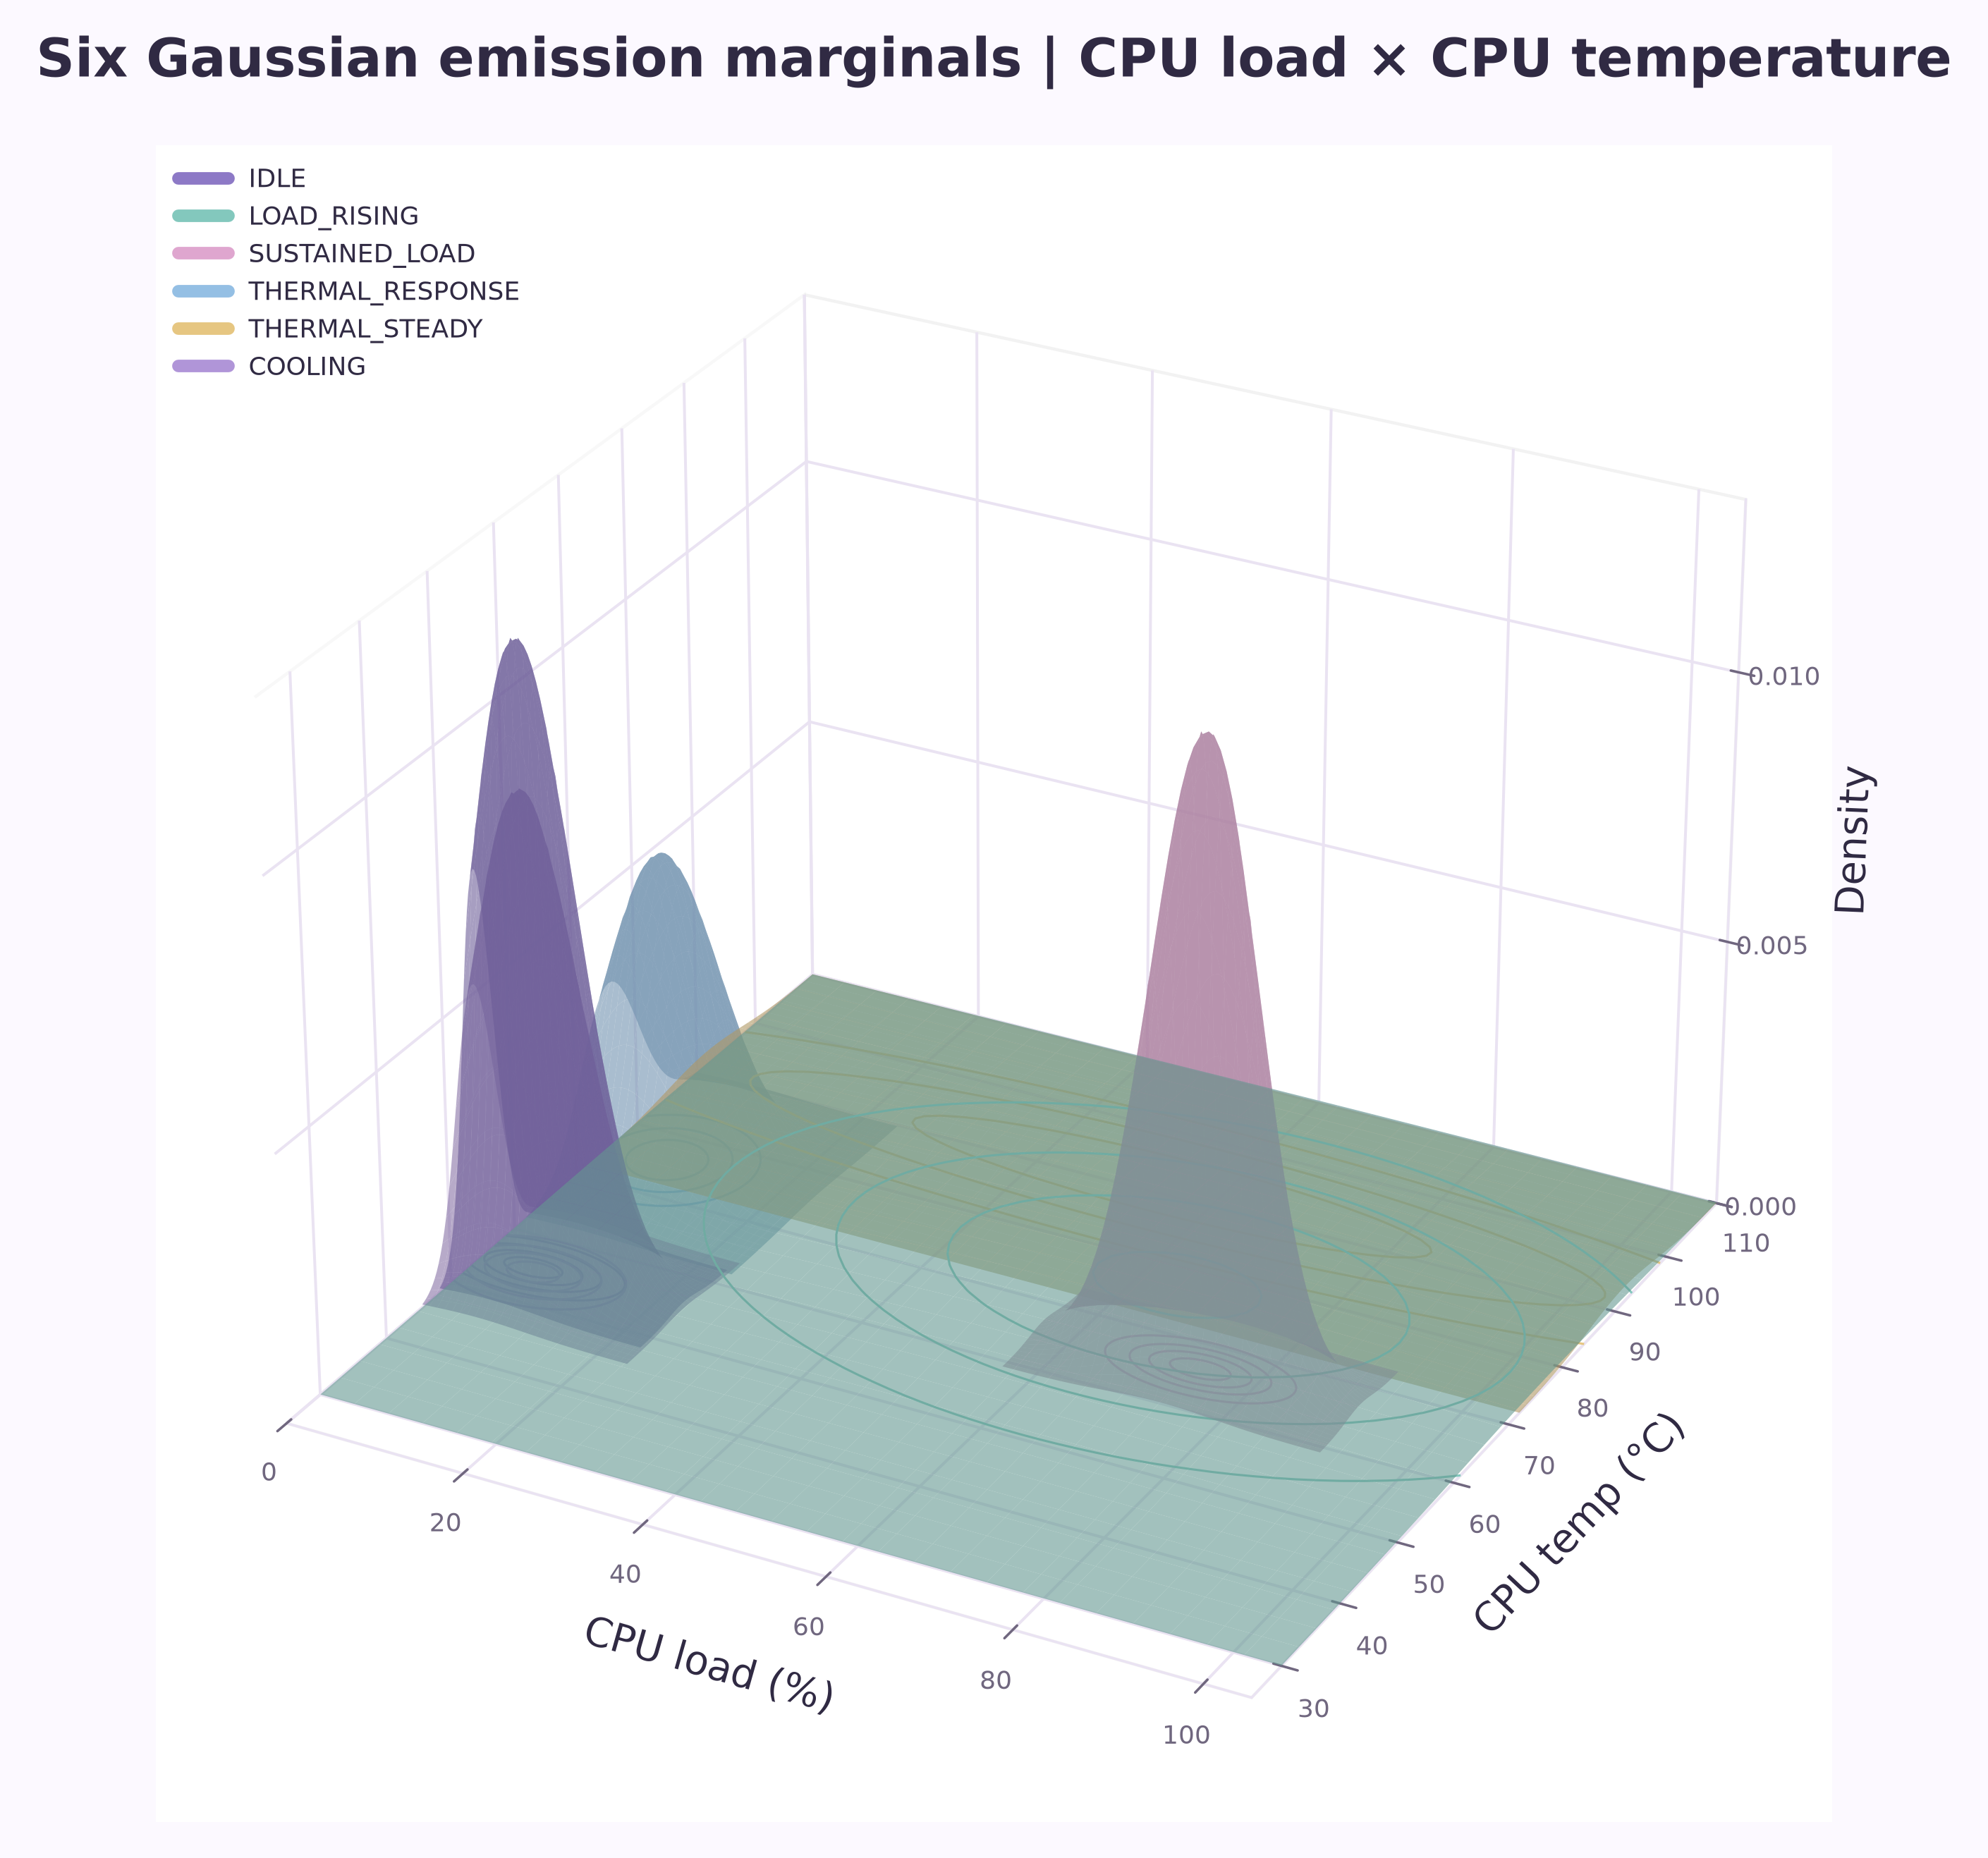 Six Gaussian emission marginals | CPU load × CPU temperature
IDLE
LOAD_RISING
SUSTAINED_LOAD
THERMAL_RESPONSE
THERMAL_STEADY
COOLING
0.010
0.005
0.000
Density
110
100
90
80
70
60
50
40
30
CPU temp (°C)
0
20
40
60
80
100
CPU load (%)